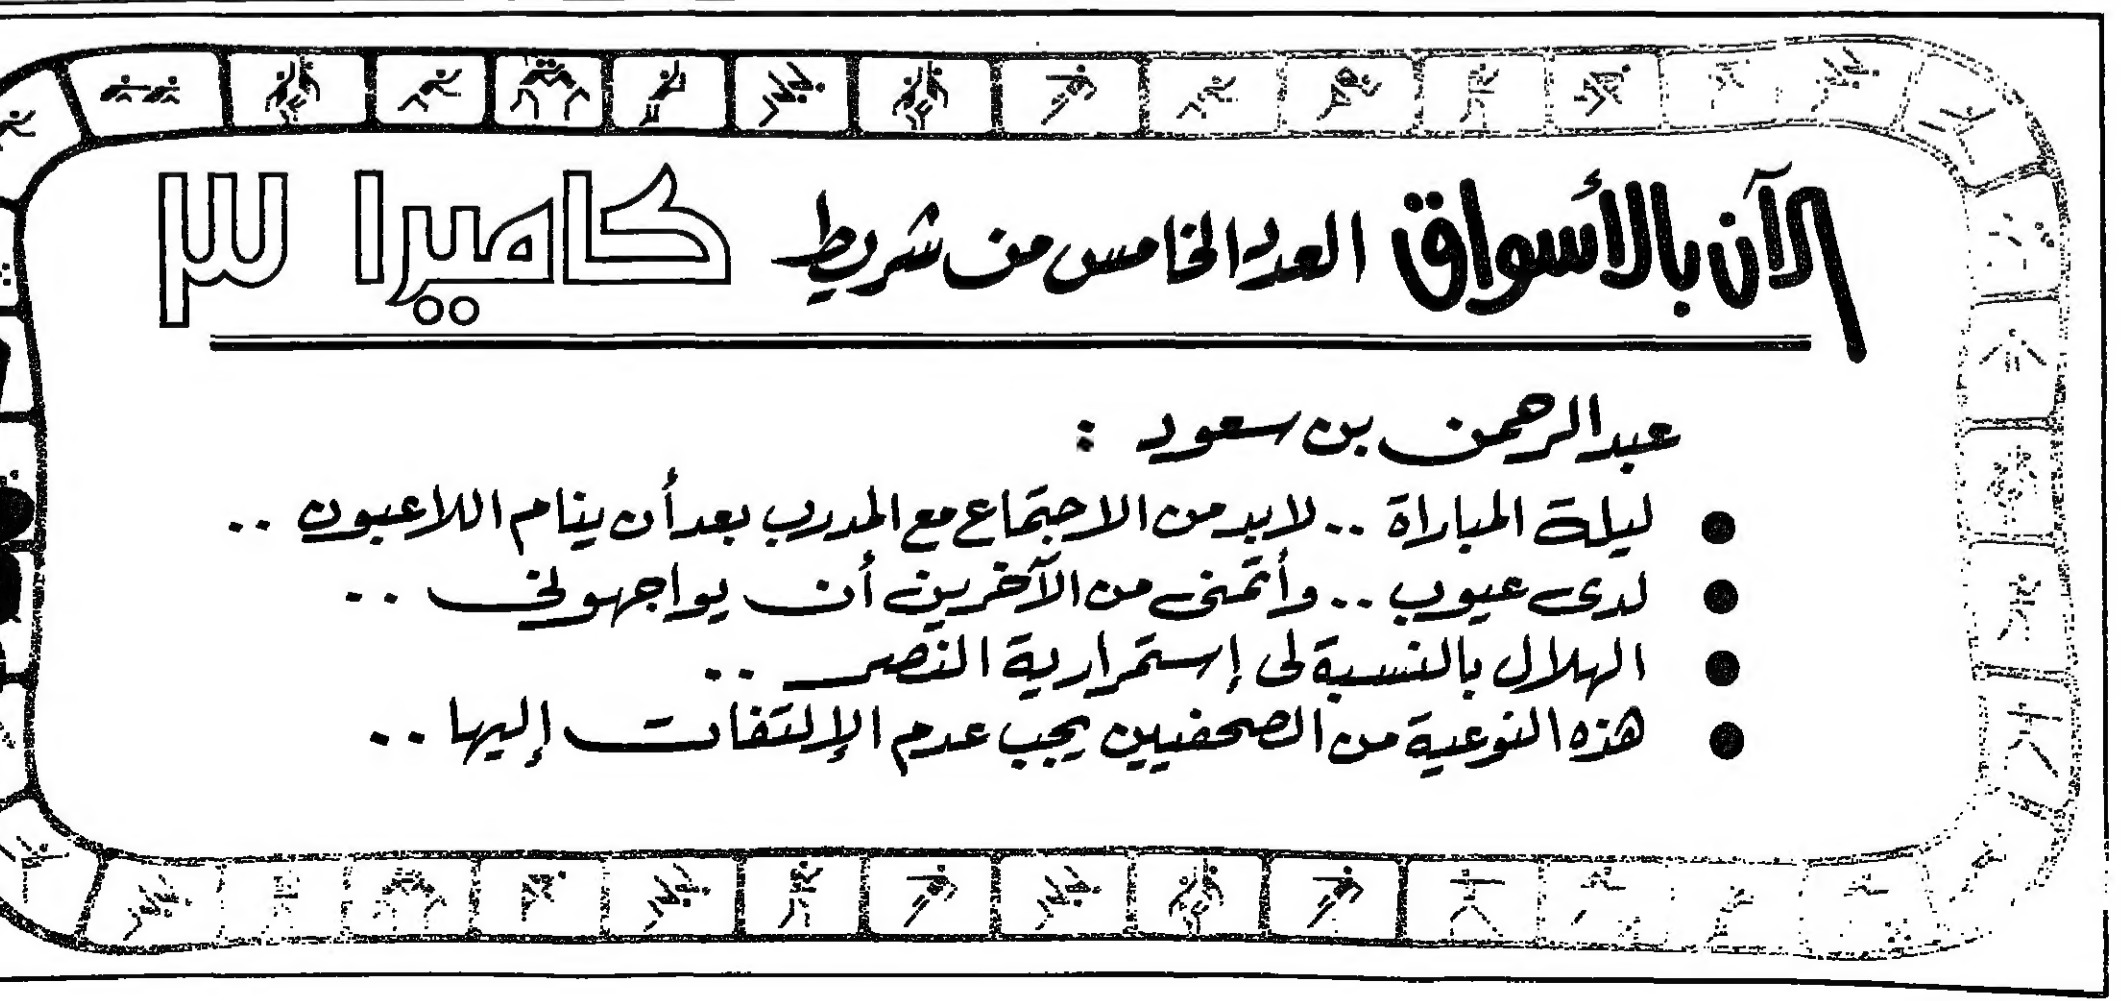 الآن بالأسواق العدد الخامس من شريط كاميرا ٣
عبدالرحمن بن سعود :
● ليلة المباراة .. لابد من الاجتماع مع المدرب بعد أن ينام اللاعبون ..
● لدى عيوب .. وأتمنى من الآخرين أن يواجهوني ..
● الهلال بالنسبة لى إستمرارية النصر ..
● هذه النوعية من الصحفيين يجب عدم الإلتفات إليها ..